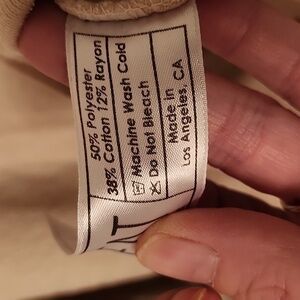 50% Polyester
38% Cotton 12% Rayon
Machine Wash Cold
Do Not Bleach
Made in
Los Angeles, CA